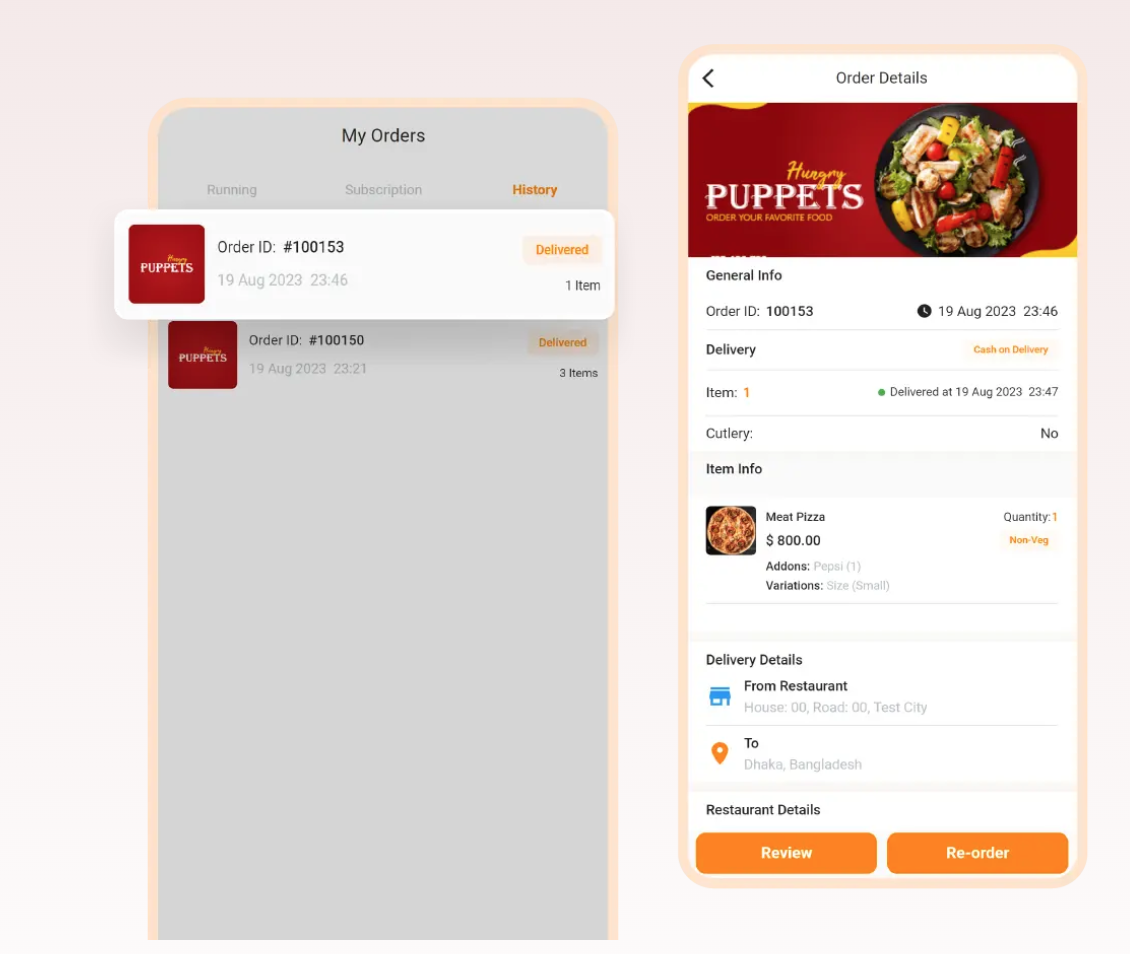 My Orders
Running Subscription History
Hungry
PUPPETS
Order ID: #100153
Delivered
19 Aug 2023 23:46
1 Item
Hungry
PUPPETS
Order ID: #100150
Delivered
19 Aug 2023 23:21
3 Items
Order Details
Hungry
PUPPETS
ORDER YOUR FAVORITE FOOD
General Info
Order ID: 100153 19 Aug 2023 23:46
Delivery Cash on Delivery
Item: 1 Delivered at 19 Aug 2023 23:47
Cutlery: No
Item Info
Meat Pizza Quantity:1
$ 800.00 Non-Veg
Addons: Pepsi (1)
Variations: Size (Small)
Delivery Details
From Restaurant
House: 00, Road: 00, Test City
To
Dhaka, Bangladesh
Restaurant Details
Review Re-order